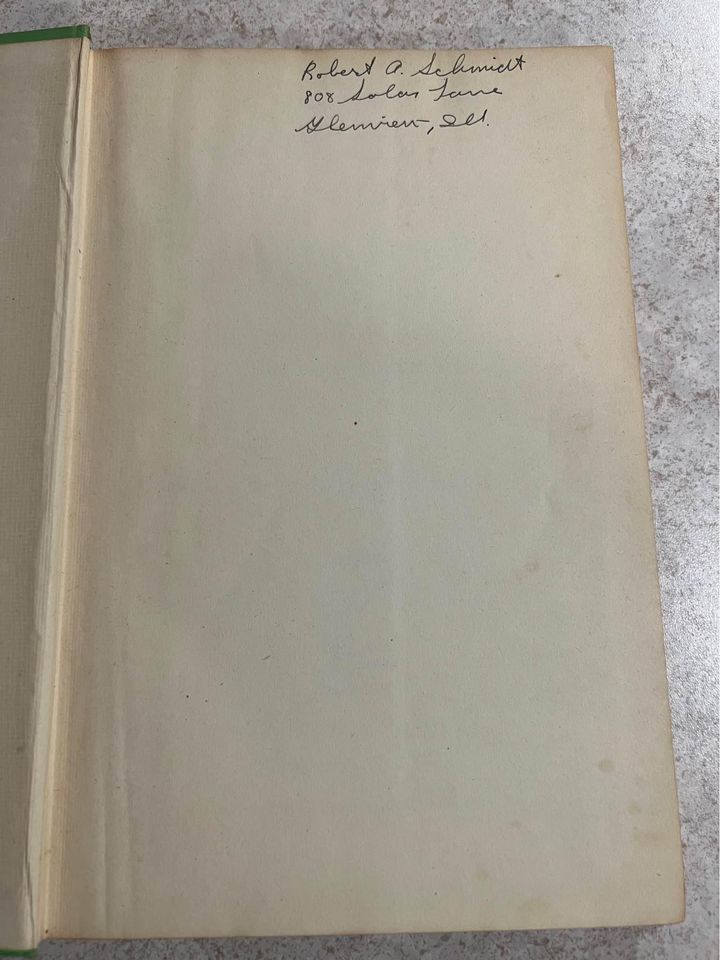 Robert A. Schmidt
808 Solar Lane
Glenview, Ill.